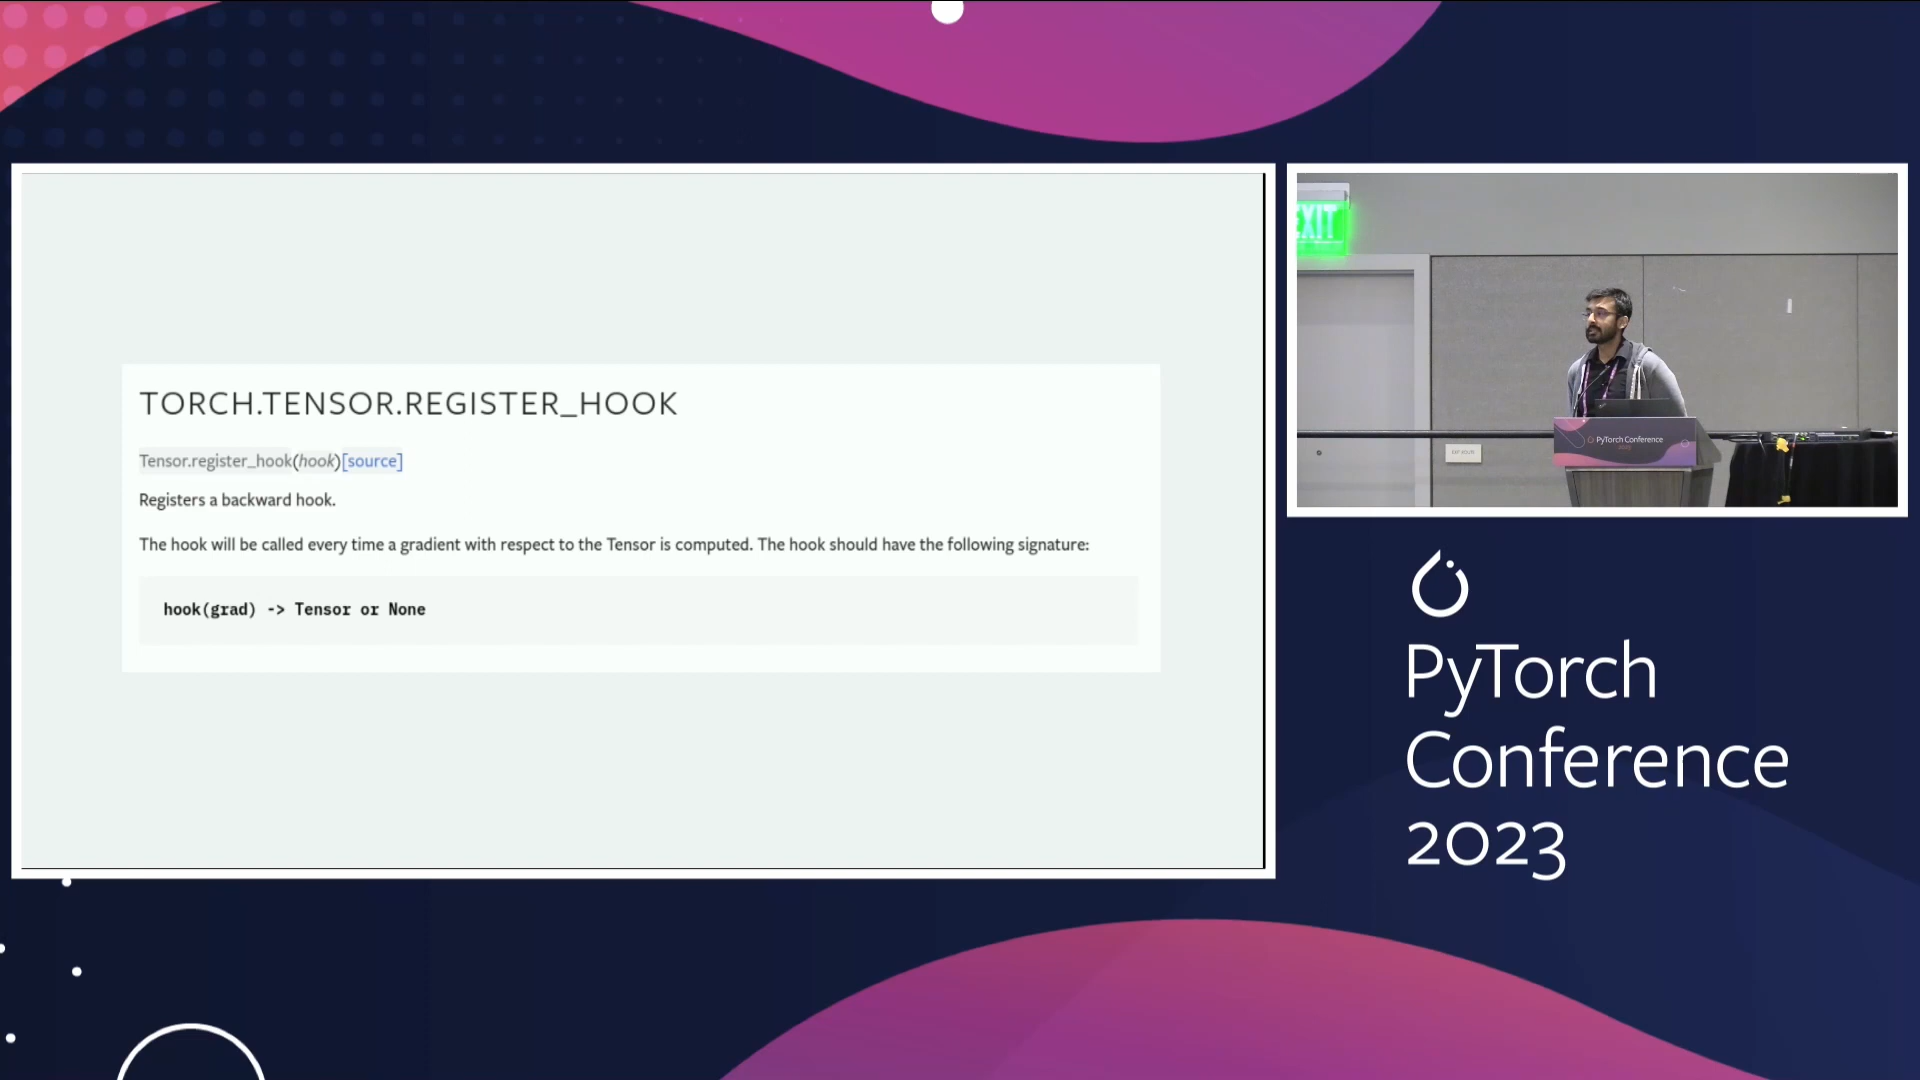 TORCH.TENSOR.REGISTER_HOOK
Tensor.register_hook(hook)[source]
Registers a backward hook.
The hook will be called every time a gradient with respect to the Tensor is computed. The hook should have the following signature:
hook(grad) -> Tensor or None
EXIT
PyTorch Conference
2023
PyTorch
Conference
2023